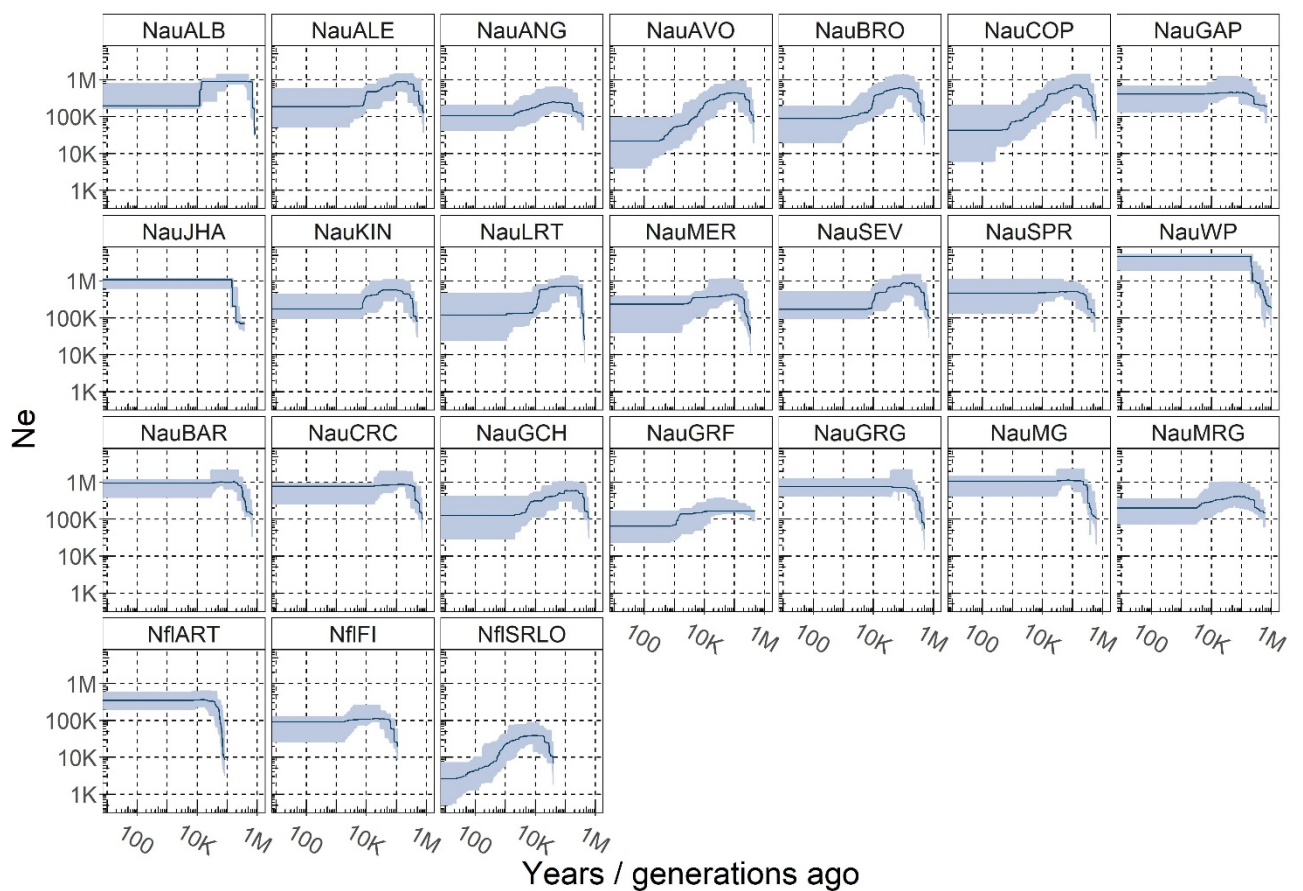 NauALB NauALE NauANG NauAVO NauBRO NauCOP NauGAP
1M
100K
10K
1K
NauJHA NauKIN NauLRT NauMER NauSEV NauSPR NauWP
1M
100K
10K
1K
Ne
NauBAR NauCRC NauGCH NauGRF NauGRG NauMG NauMRG
1M
100K
10K
1K
NflART NflFI NflSRLO
100 10K 1M 100 10K 1M 100 10K 1M 100 10K 1M
1M
100K
10K
1K
100 10K 1M 100 10K 1M 100 10K 1M
Years / generations ago